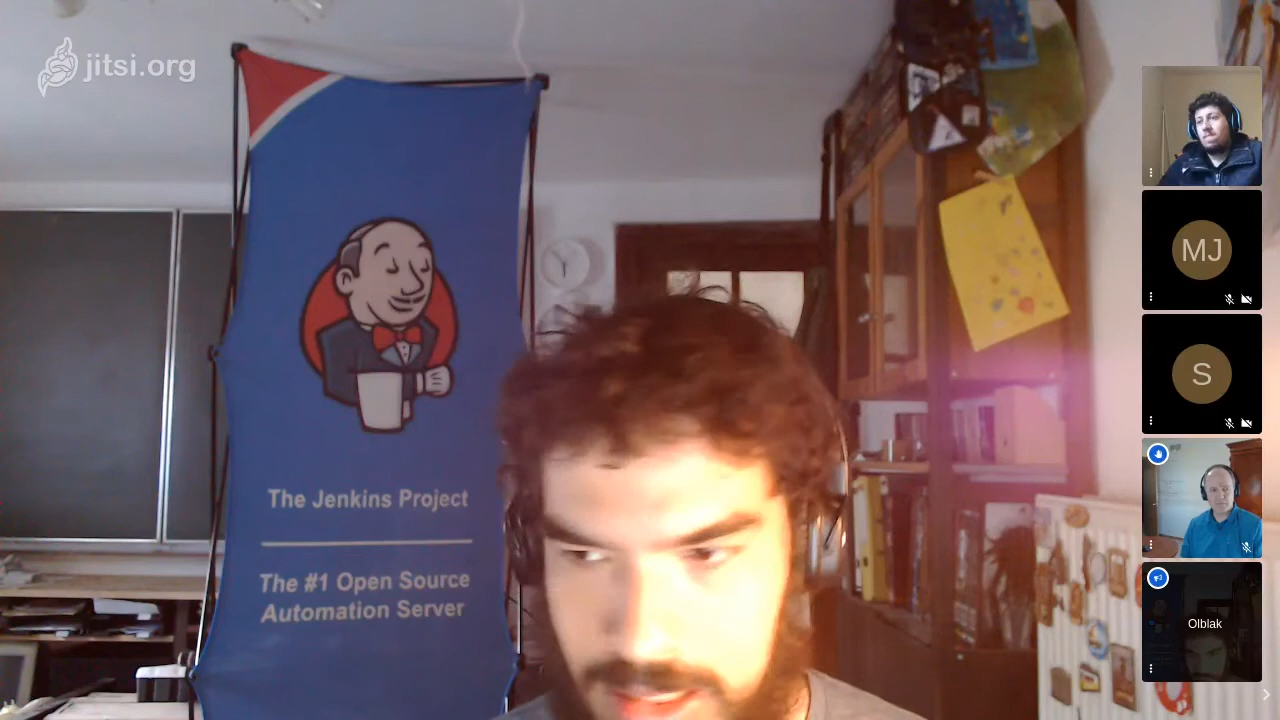 jitsi.org
The Jenkins Project
The #1 Open Source
Automation Server
MJ
S
Olblak